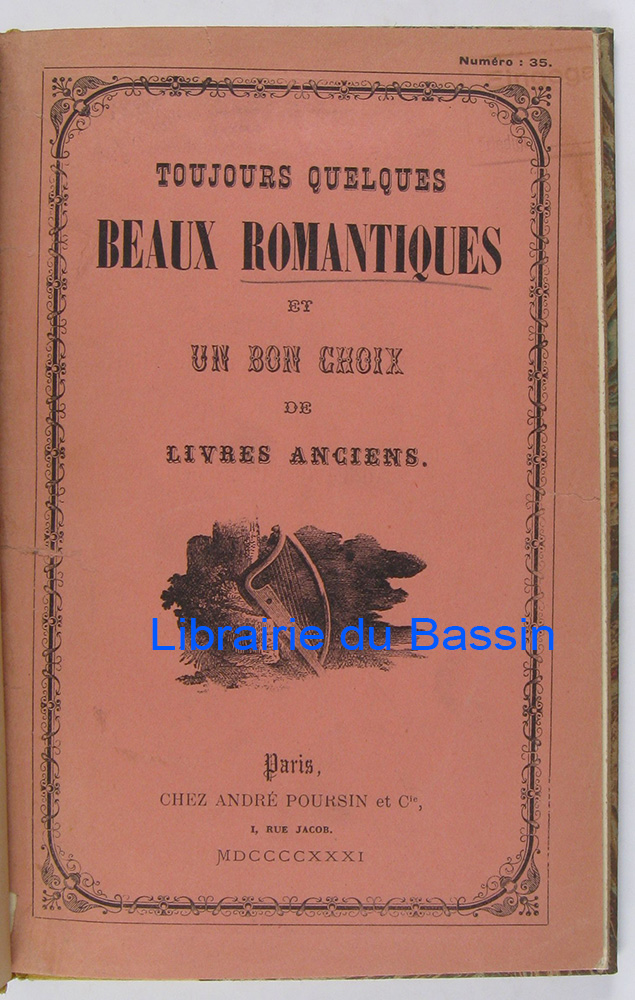 Numéro : 35.
TOUJOURS QUELQUES
BEAUX ROMANTIQUES
ET
UN BON CHOIX
DE
LIVRES ANCIENS.
Librairie du Bassin
Paris,
CHEZ ANDRÉ POURSIN et Cie,
1, RUE JACOB.
MDCCCCXXXI